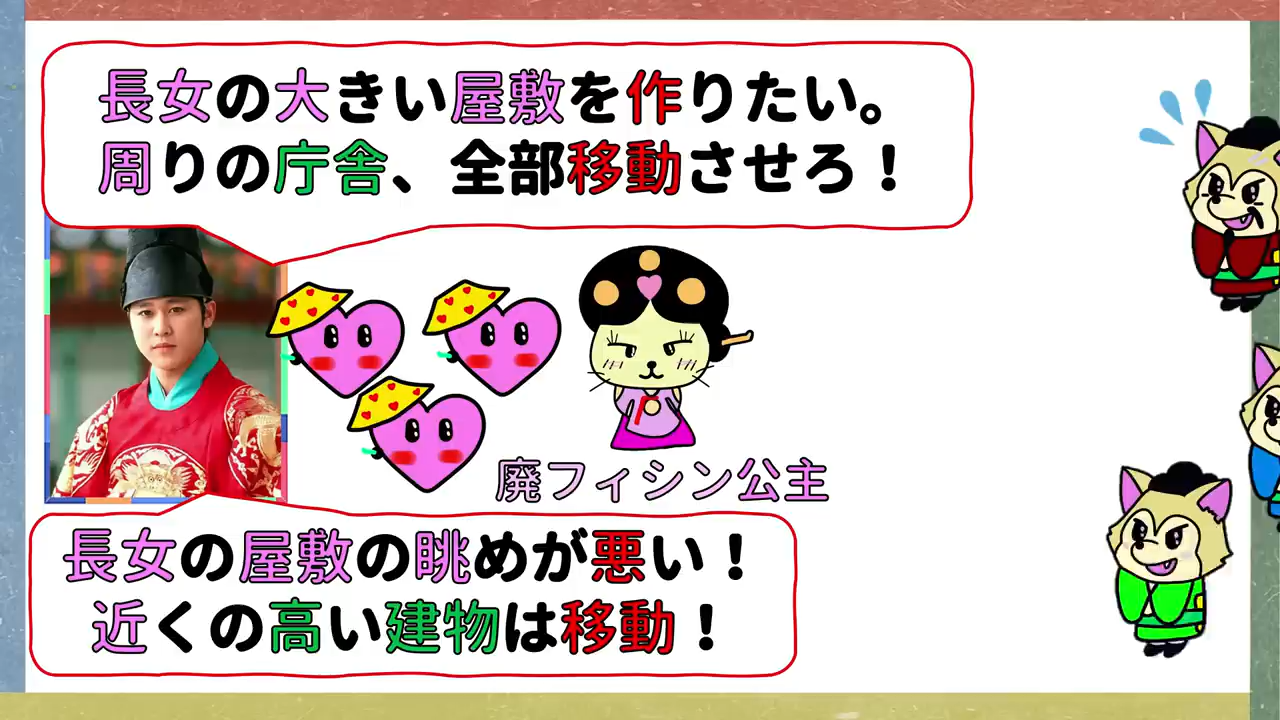 長女の大きい屋敷を作りたい。
周りの庁舎、全部移動させろ！
廃フィシン公主
長女の屋敷の眺めが悪い！
近くの高い建物は移動！